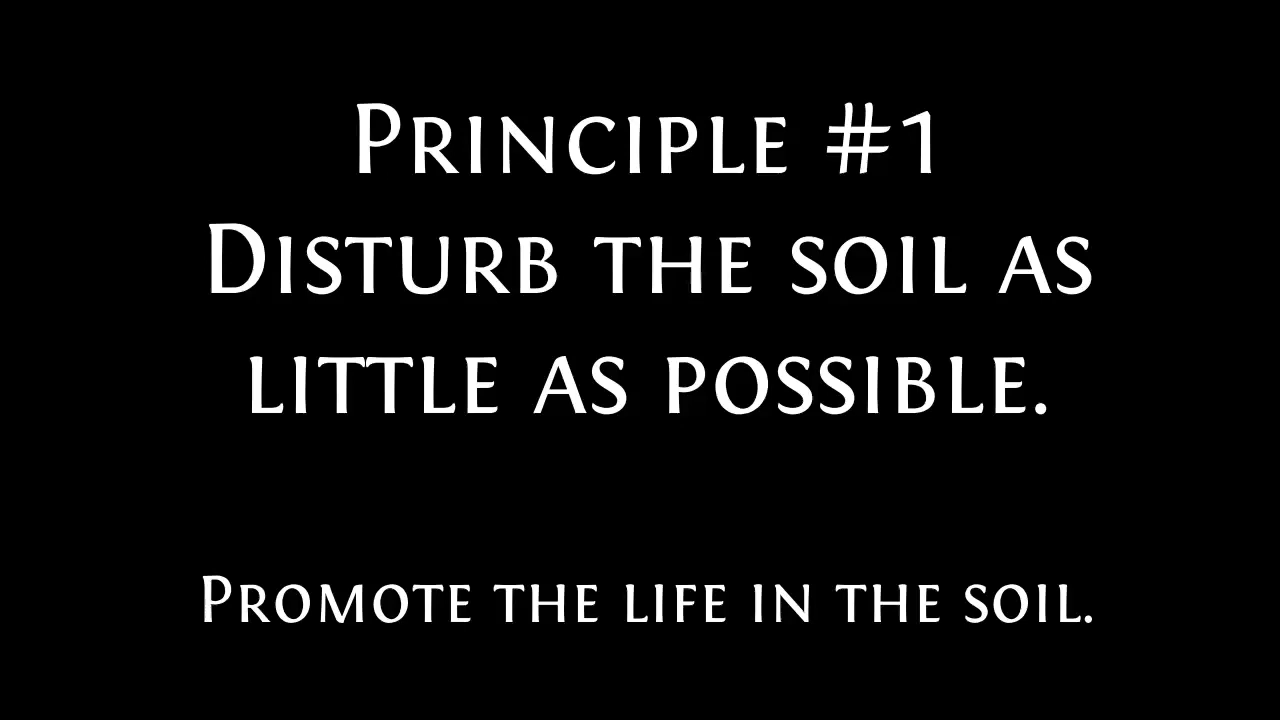 Principle #1
Disturb the soil as
little as possible.
Promote the life in the soil.